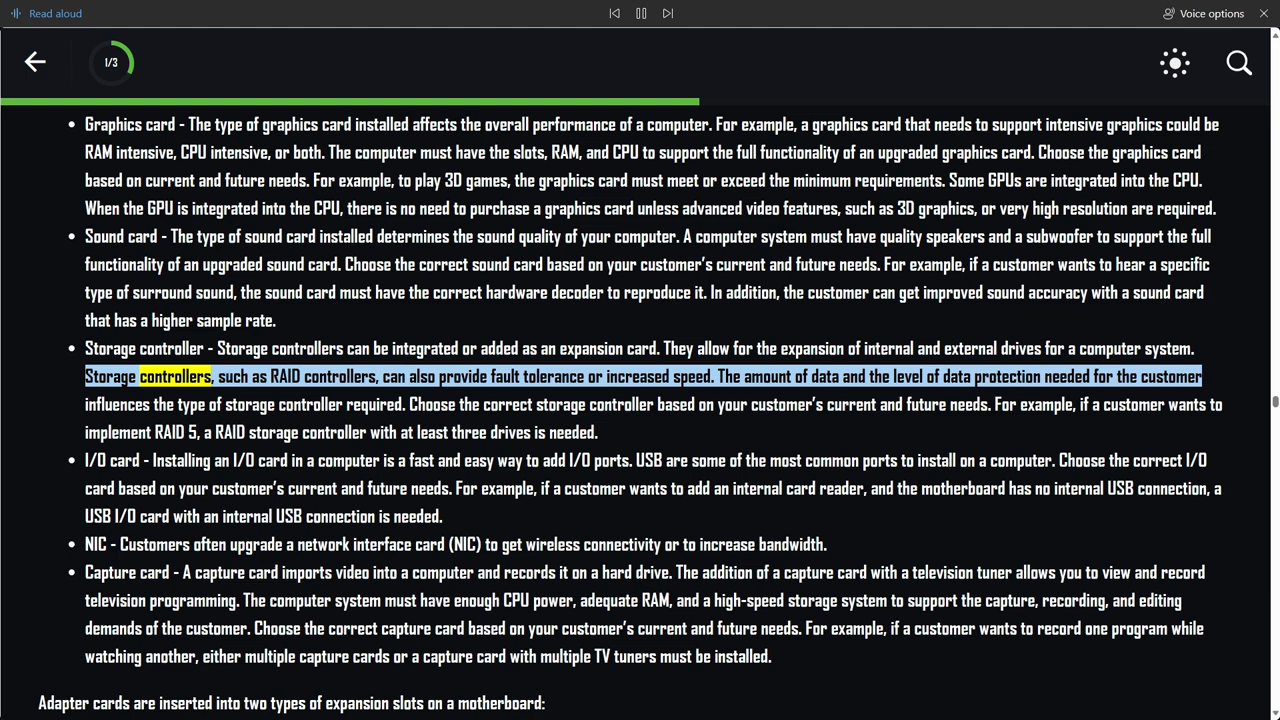 Read aloud
Voice options
1/3
• Graphics card - The type of graphics card installed affects the overall performance of a computer. For example, a graphics card that needs to support intensive graphics could be
RAM intensive, CPU intensive, or both. The computer must have the slots, RAM, and CPU to support the full functionality of an upgraded graphics card. Choose the graphics card
based on current and future needs. For example, to play 3D games, the graphics card must meet or exceed the minimum requirements. Some GPUs are integrated into the CPU.
When the GPU is integrated into the CPU, there is no need to purchase a graphics card unless advanced video features, such as 3D graphics, or very high resolution are required.
• Sound card - The type of sound card installed determines the sound quality of your computer. A computer system must have quality speakers and a subwoofer to support the full
functionality of an upgraded sound card. Choose the correct sound card based on your customer’s current and future needs. For example, if a customer wants to hear a specific
type of surround sound, the sound card must have the correct hardware decoder to reproduce it. In addition, the customer can get improved sound accuracy with a sound card
that has a higher sample rate.
• Storage controller - Storage controllers can be integrated or added as an expansion card. They allow for the expansion of internal and external drives for a computer system.
Storage controllers, such as RAID controllers, can also provide fault tolerance or increased speed. The amount of data and the level of data protection needed for the customer
influences the type of storage controller required. Choose the correct storage controller based on your customer’s current and future needs. For example, if a customer wants to
implement RAID 5, a RAID storage controller with at least three drives is needed.
• I/O card - Installing an I/O card in a computer is a fast and easy way to add I/O ports. USB are some of the most common ports to install on a computer. Choose the correct I/O
card based on your customer’s current and future needs. For example, if a customer wants to add an internal card reader, and the motherboard has no internal USB connection, a
USB I/O card with an internal USB connection is needed.
• NIC - Customers often upgrade a network interface card (NIC) to get wireless connectivity or to increase bandwidth.
• Capture card - A capture card imports video into a computer and records it on a hard drive. The addition of a capture card with a television tuner allows you to view and record
television programming. The computer system must have enough CPU power, adequate RAM, and a high-speed storage system to support the capture, recording, and editing
demands of the customer. Choose the correct capture card based on your customer’s current and future needs. For example, if a customer wants to record one program while
watching another, either multiple capture cards or a capture card with multiple TV tuners must be installed.
Adapter cards are inserted into two types of expansion slots on a motherboard: